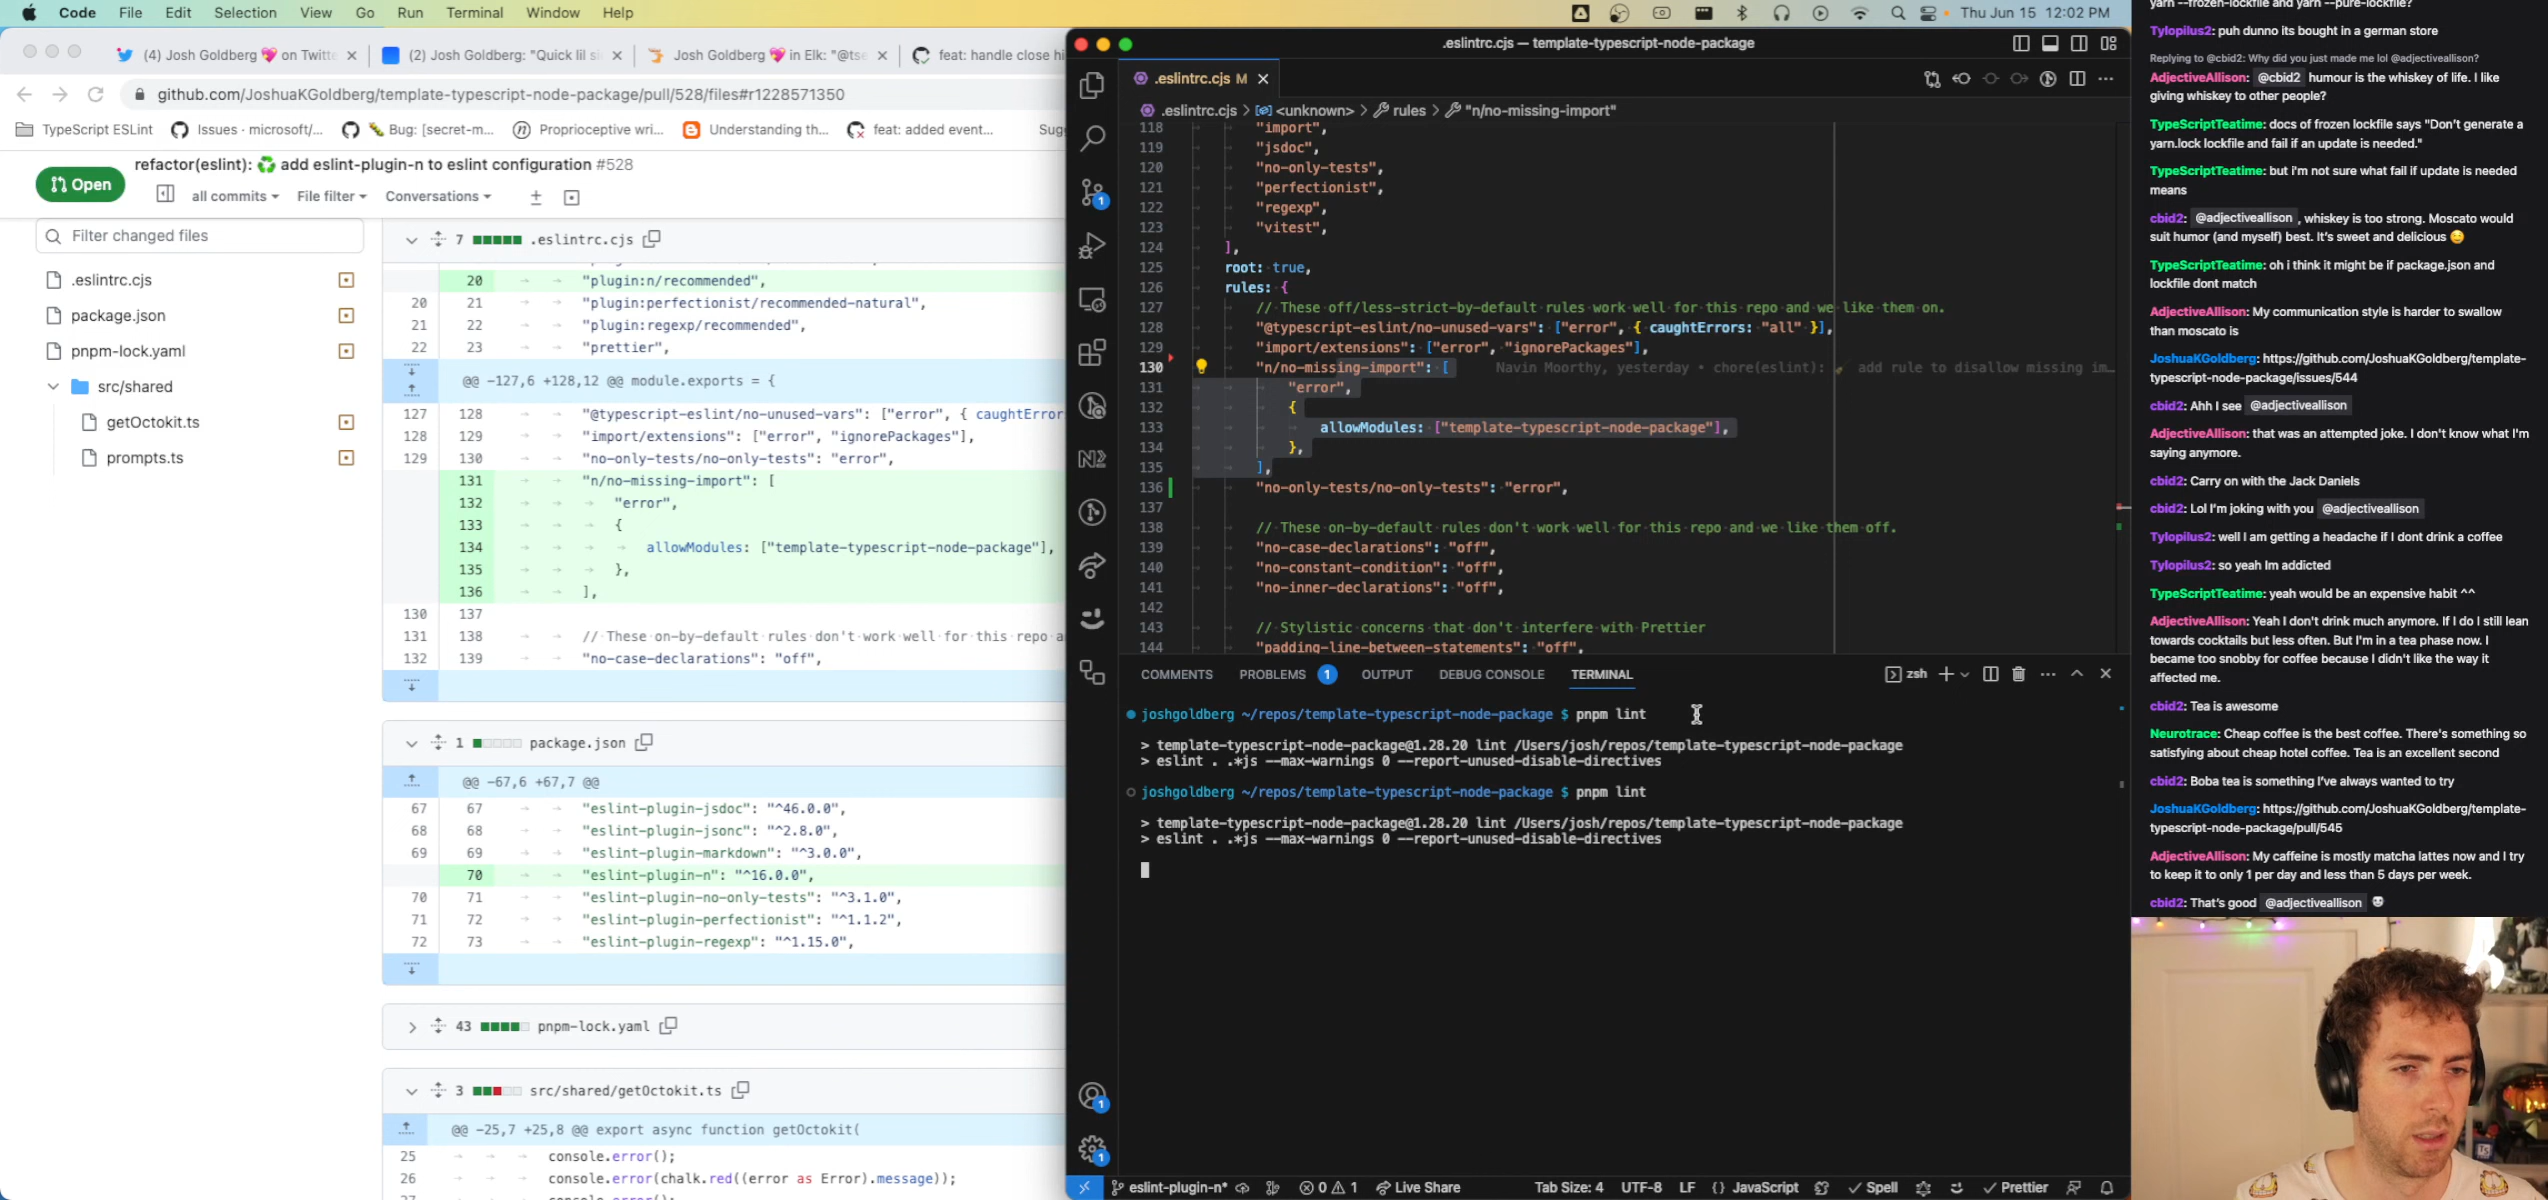 Code File Edit Selection View Go Run Terminal Window Help
Thu Jun 15 12:02 PM
(4) Josh Goldberg 💖 on Twitte
(2) Josh Goldberg: "Quick lil si
Josh Goldberg 💖 in Elk: "@tse
feat: handle close hi
github.com/JoshuaKGoldberg/template-typescript-node-package/pull/528/files#r1228571350
TypeScript ESLint
Issues · microsoft/...
🐛 Bug: [secret-m...
Proprioceptive wri...
Understanding th...
feat: added event...
Sugg
Open
refactor(eslint): ♻️ add eslint-plugin-n to eslint configuration #528
all commits File filter Conversations
Filter changed files
.eslintrc.cjs
package.json
pnpm-lock.yaml
src/shared
getOctokit.ts
prompts.ts
7 .eslintrc.cjs
20 "plugin:n/recommended",
20 21 "plugin:perfectionist/recommended-natural",
21 22 "plugin:regexp/recommended",
22 23 "prettier",
@@ -127,6 +128,12 @@ module.exports = {
127 128 "@typescript-eslint/no-unused-vars": ["error", { caughtError
128 129 "import/extensions": ["error", "ignorePackages"],
129 130 "no-only-tests/no-only-tests": "error",
131 "n/no-missing-import": [
132 "error",
133 {
134 allowModules: ["template-typescript-node-package"],
135 },
136 ],
130 137
131 138 // These on-by-default rules don't work well for this repo a
132 139 "no-case-declarations": "off",
1 package.json
@@ -67,6 +67,7 @@
67 67 "eslint-plugin-jsdoc": "^46.0.0",
68 68 "eslint-plugin-jsonc": "^2.8.0",
69 69 "eslint-plugin-markdown": "^3.0.0",
70 "eslint-plugin-n": "^16.0.0",
70 71 "eslint-plugin-no-only-tests": "^3.1.0",
71 72 "eslint-plugin-perfectionist": "^1.1.2",
72 73 "eslint-plugin-regexp": "^1.15.0",
43 pnpm-lock.yaml
3 src/shared/getOctokit.ts
@@ -25,7 +25,8 @@ export async function getOctokit(
25 console.error();
26 console.error(chalk.red((error as Error).message));
27 console.error();
.eslintrc.cjs — template-typescript-node-package
.eslintrc.cjs M
.eslintrc.cjs > <unknown> > rules > "n/no-missing-import"
118 "import",
119 "jsdoc",
120 "no-only-tests",
121 "perfectionist",
122 "regexp",
123 "vitest",
124 ],
125 root: true,
126 rules: {
127 // These off/less-strict-by-default rules work well for this repo and we like them on.
128 "@typescript-eslint/no-unused-vars": ["error", { caughtErrors: "all" }],
129 "import/extensions": ["error", "ignorePackages"],
130 "n/no-missing-import": [ Navin Moorthy, yesterday • chore(eslint): add rule to disallow missing im…
131 "error",
132 {
133 allowModules: ["template-typescript-node-package"],
134 },
135 ],
136 "no-only-tests/no-only-tests": "error",
137
138 // These on-by-default rules don't work well for this repo and we like them off.
139 "no-case-declarations": "off",
140 "no-constant-condition": "off",
141 "no-inner-declarations": "off",
142
143 // Stylistic concerns that don't interfere with Prettier
144 "padding-line-between-statements": "off",
COMMENTS PROBLEMS 1 OUTPUT DEBUG CONSOLE TERMINAL
zsh
joshgoldberg ~/repos/template-typescript-node-package $ pnpm lint
> template-typescript-node-package@1.28.20 lint /Users/josh/repos/template-typescript-node-package
> eslint . .*js --max-warnings 0 --report-unused-disable-directives
joshgoldberg ~/repos/template-typescript-node-package $ pnpm lint
> template-typescript-node-package@1.28.20 lint /Users/josh/repos/template-typescript-node-package
> eslint . .*js --max-warnings 0 --report-unused-disable-directives
eslint-plugin-n* 0 1 Live Share
Tab Size: 4 UTF-8 LF {} JavaScript Spell Prettier
yarn --frozen-lockfile and yarn --pure-lockfile?
Tylopilus2: puh dunno its bought in a german store
Replying to @cbid2: Why did you just made me lol @adjectiveallison?
AdjectiveAllison: @cbid2 humour is the whiskey of life. I like
giving whiskey to other people?
TypeScriptTeatime: docs of frozen lockfile says "Don't generate a
yarn.lock lockfile and fail if an update is needed."
TypeScriptTeatime: but i'm not sure what fail if update is needed
means
cbid2: @adjectiveallison , whiskey is too strong. Moscato would
suit humor (and myself) best. It's sweet and delicious 😋
TypeScriptTeatime: oh i think it might be if package.json and
lockfile dont match
AdjectiveAllison: My communication style is harder to swallow
than moscato is
JoshuaKGoldberg: https://github.com/JoshuaKGoldberg/template-
typescript-node-package/issues/544
cbid2: Ahh I see @adjectiveallison
AdjectiveAllison: that was an attempted joke. I don't know what I'm
saying anymore.
cbid2: Carry on with the Jack Daniels
cbid2: Lol I'm joking with you @adjectiveallison
Tylopilus2: well I am getting a headache if I dont drink a coffee
Tylopilus2: so yeah Im addicted
TypeScriptTeatime: yeah would be an expensive habit ^^
AdjectiveAllison: Yeah I don't drink much anymore. If I do I still lean
towards cocktails but less often. But I'm in a tea phase now. I
became too snobby for coffee because I didn't like the way it
affected me.
cbid2: Tea is awesome
Neurotrace: Cheap coffee is the best coffee. There's something so
satisfying about cheap hotel coffee. Tea is an excellent second
cbid2: Boba tea is something I've always wanted to try
JoshuaKGoldberg: https://github.com/JoshuaKGoldberg/template-
typescript-node-package/pull/545
AdjectiveAllison: My caffeine is mostly matcha lattes now and I try
to keep it to only 1 per day and less than 5 days per week.
cbid2: That's good @adjectiveallison